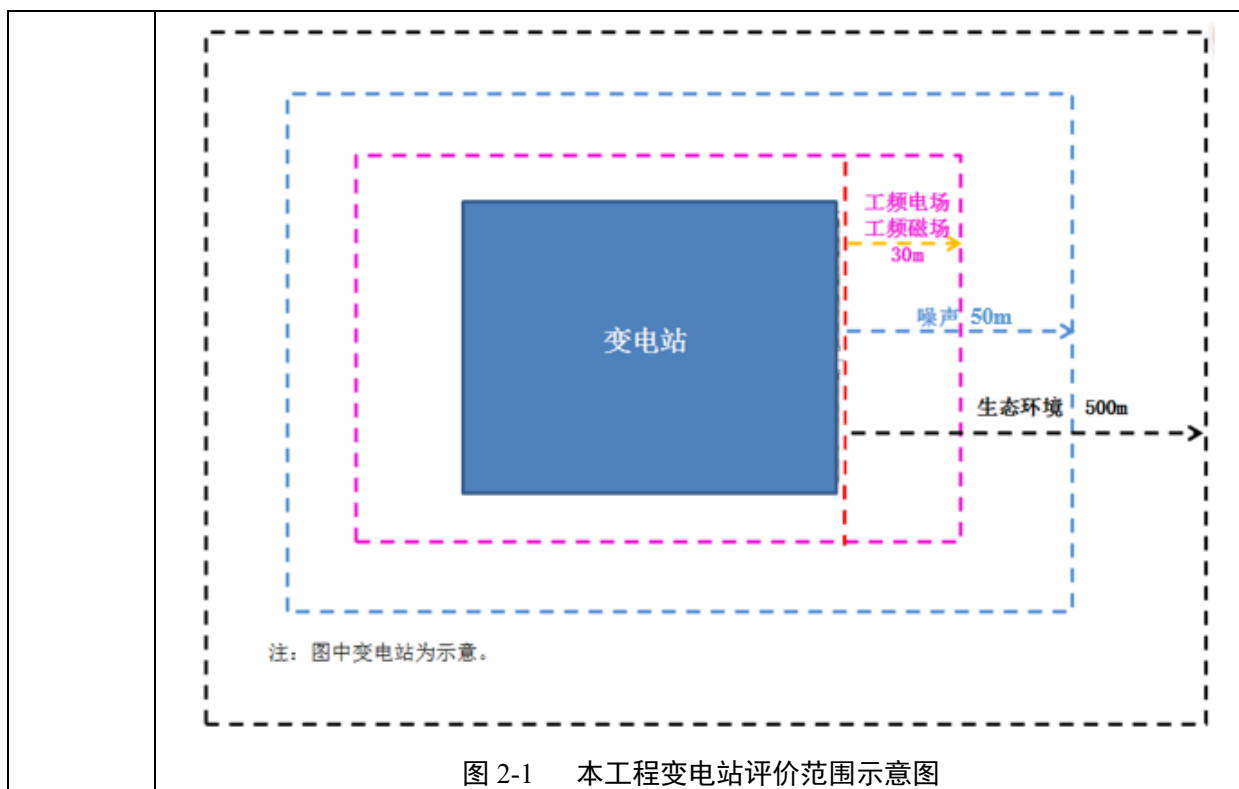 工频电场
工频磁场
30m
噪声 50m
变电站
生态环境 500m
注：图中变电站为示意。
图 2-1 本工程变电站评价范围示意图